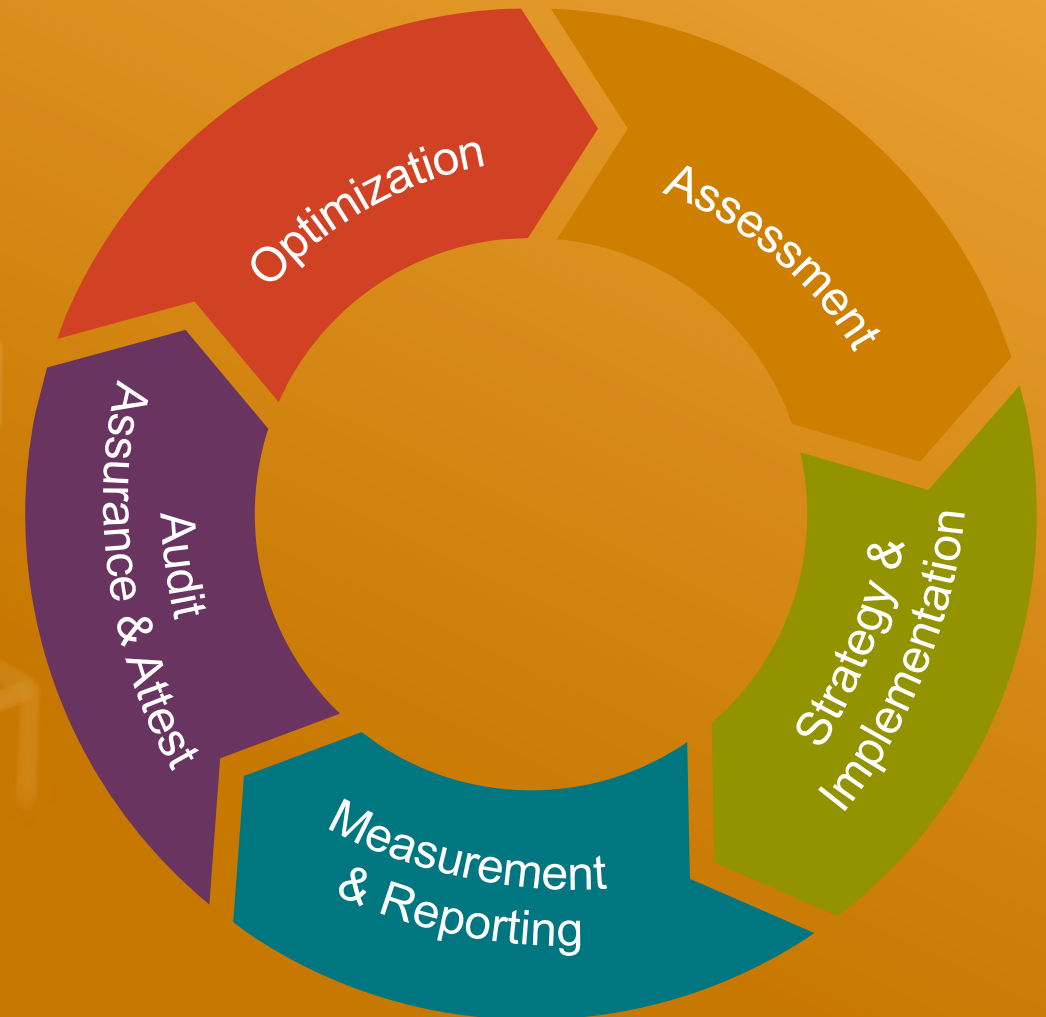 Optimization
Assessment
Strategy &
Implementation
Measurement
& Reporting
Audit
Assurance & Attest